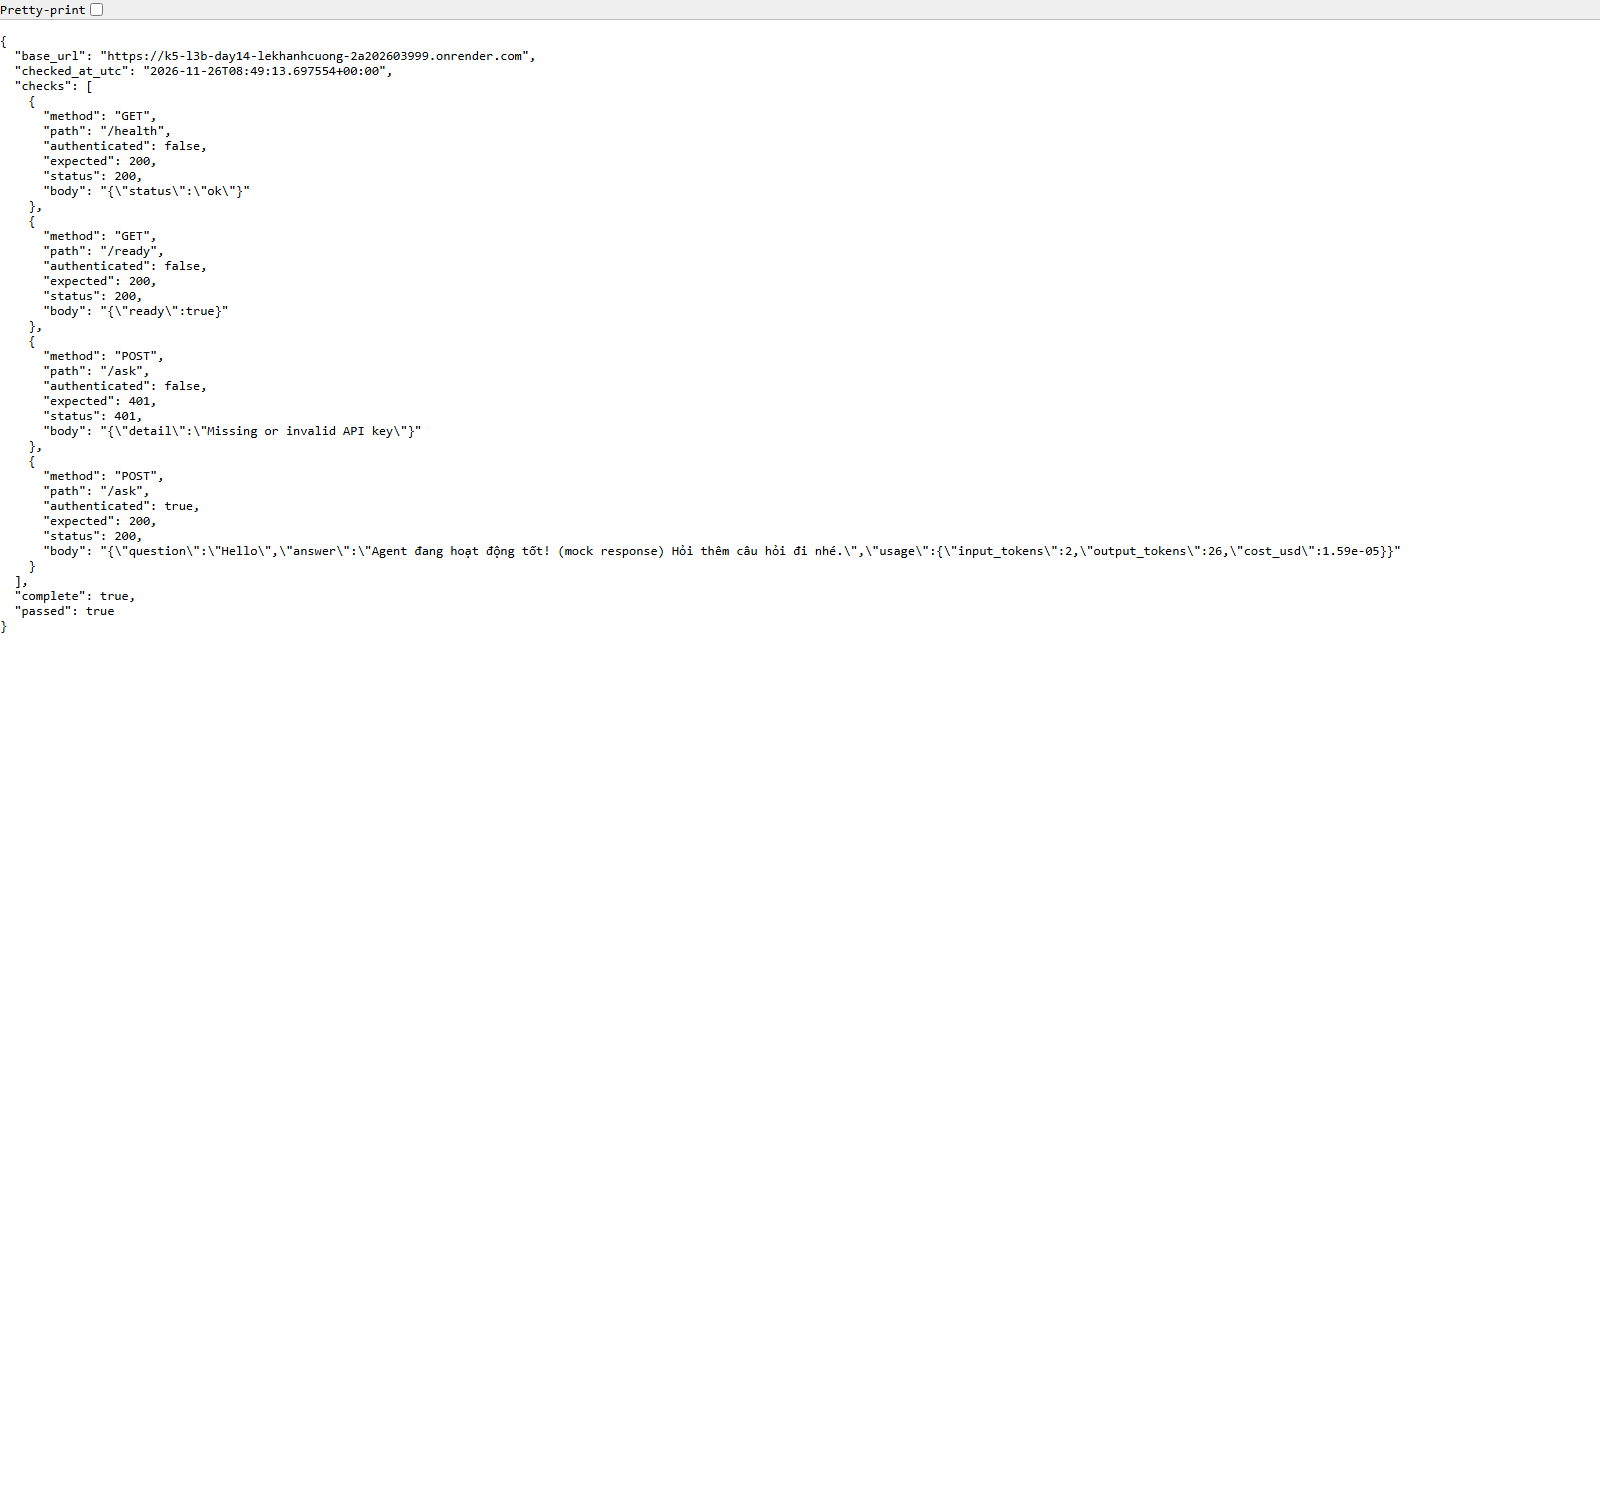 Pretty-print
{
  "base_url": "https://k5-l3b-day14-lekhanhcuong-2a202603999.onrender.com",
  "checked_at_utc": "2026-11-26T08:49:13.697554+00:00",
  "checks": [
    {
      "method": "GET",
      "path": "/health",
      "authenticated": false,
      "expected": 200,
      "status": 200,
      "body": "{\"status\":\"ok\"}"
    },
    {
      "method": "GET",
      "path": "/ready",
      "authenticated": false,
      "expected": 200,
      "status": 200,
      "body": "{\"ready\":true}"
    },
    {
      "method": "POST",
      "path": "/ask",
      "authenticated": false,
      "expected": 401,
      "status": 401,
      "body": "{\"detail\":\"Missing or invalid API key\"}"
    },
    {
      "method": "POST",
      "path": "/ask",
      "authenticated": true,
      "expected": 200,
      "status": 200,
      "body": "{\"question\":\"Hello\",\"answer\":\"Agent đang hoạt động tốt! (mock response) Hỏi thêm câu hỏi đi nhé.\",\"usage\":{\"input_tokens\":2,\"output_tokens\":26,\"cost_usd\":1.59e-05}}"
    }
  ],
  "complete": true,
  "passed": true
}